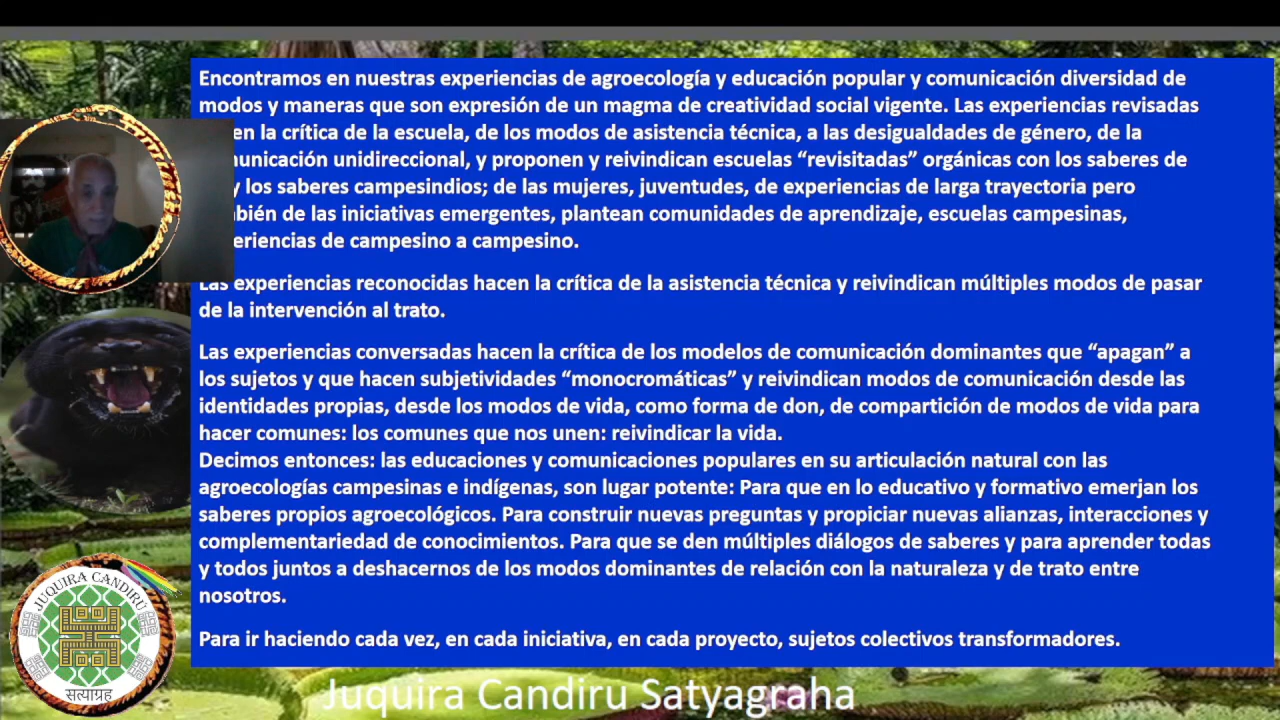 Encontramos en nuestras experiencias de agroecología y educación popular y comunicación diversidad de
modos y maneras que son expresión de un magma de creatividad social vigente. Las experiencias revisadas
en la crítica de la escuela, de los modos de asistencia técnica, a las desigualdades de género, de la
unicación unidireccional, y proponen y reivindican escuelas “revisitadas” orgánicas con los saberes de
y los saberes campesindios; de las mujeres, juventudes, de experiencias de larga trayectoria pero
bién de las iniciativas emergentes, plantean comunidades de aprendizaje, escuelas campesinas,
eriencias de campesino a campesino.
Las experiencias reconocidas hacen la crítica de la asistencia técnica y reivindican múltiples modos de pasar
de la intervención al trato.
Las experiencias conversadas hacen la crítica de los modelos de comunicación dominantes que “apagan” a
los sujetos y que hacen subjetividades “monocromáticas” y reivindican modos de comunicación desde las
identidades propias, desde los modos de vida, como forma de don, de compartición de modos de vida para
hacer comunes: los comunes que nos unen: reivindicar la vida.
Decimos entonces: las educaciones y comunicaciones populares en su articulación natural con las
agroecologías campesinas e indígenas, son lugar potente: Para que en lo educativo y formativo emerjan los
saberes propios agroecológicos. Para construir nuevas preguntas y propiciar nuevas alianzas, interacciones y
complementariedad de conocimientos. Para que se den múltiples diálogos de saberes y para aprender todas
y todos juntos a deshacernos de los modos dominantes de relación con la naturaleza y de trato entre
nosotros.
Para ir haciendo cada vez, en cada iniciativa, en cada proyecto, sujetos colectivos transformadores.
JUQUIRA CANDIRU
सत्याग्रह
Juquira Candiru Satyagraha